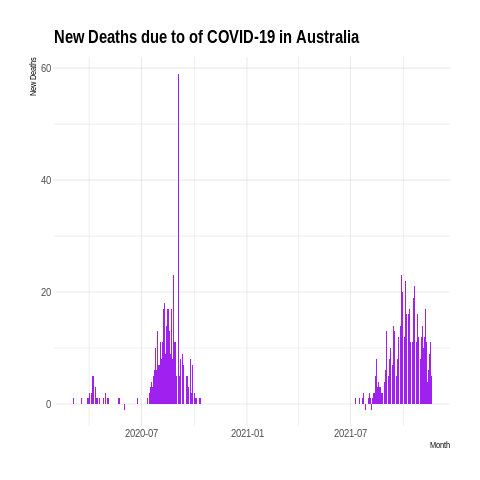 New Deaths due to of COVID-19 in Australia
New Deaths
60
40
20
0
2020-07
2021-01
2021-07
Month